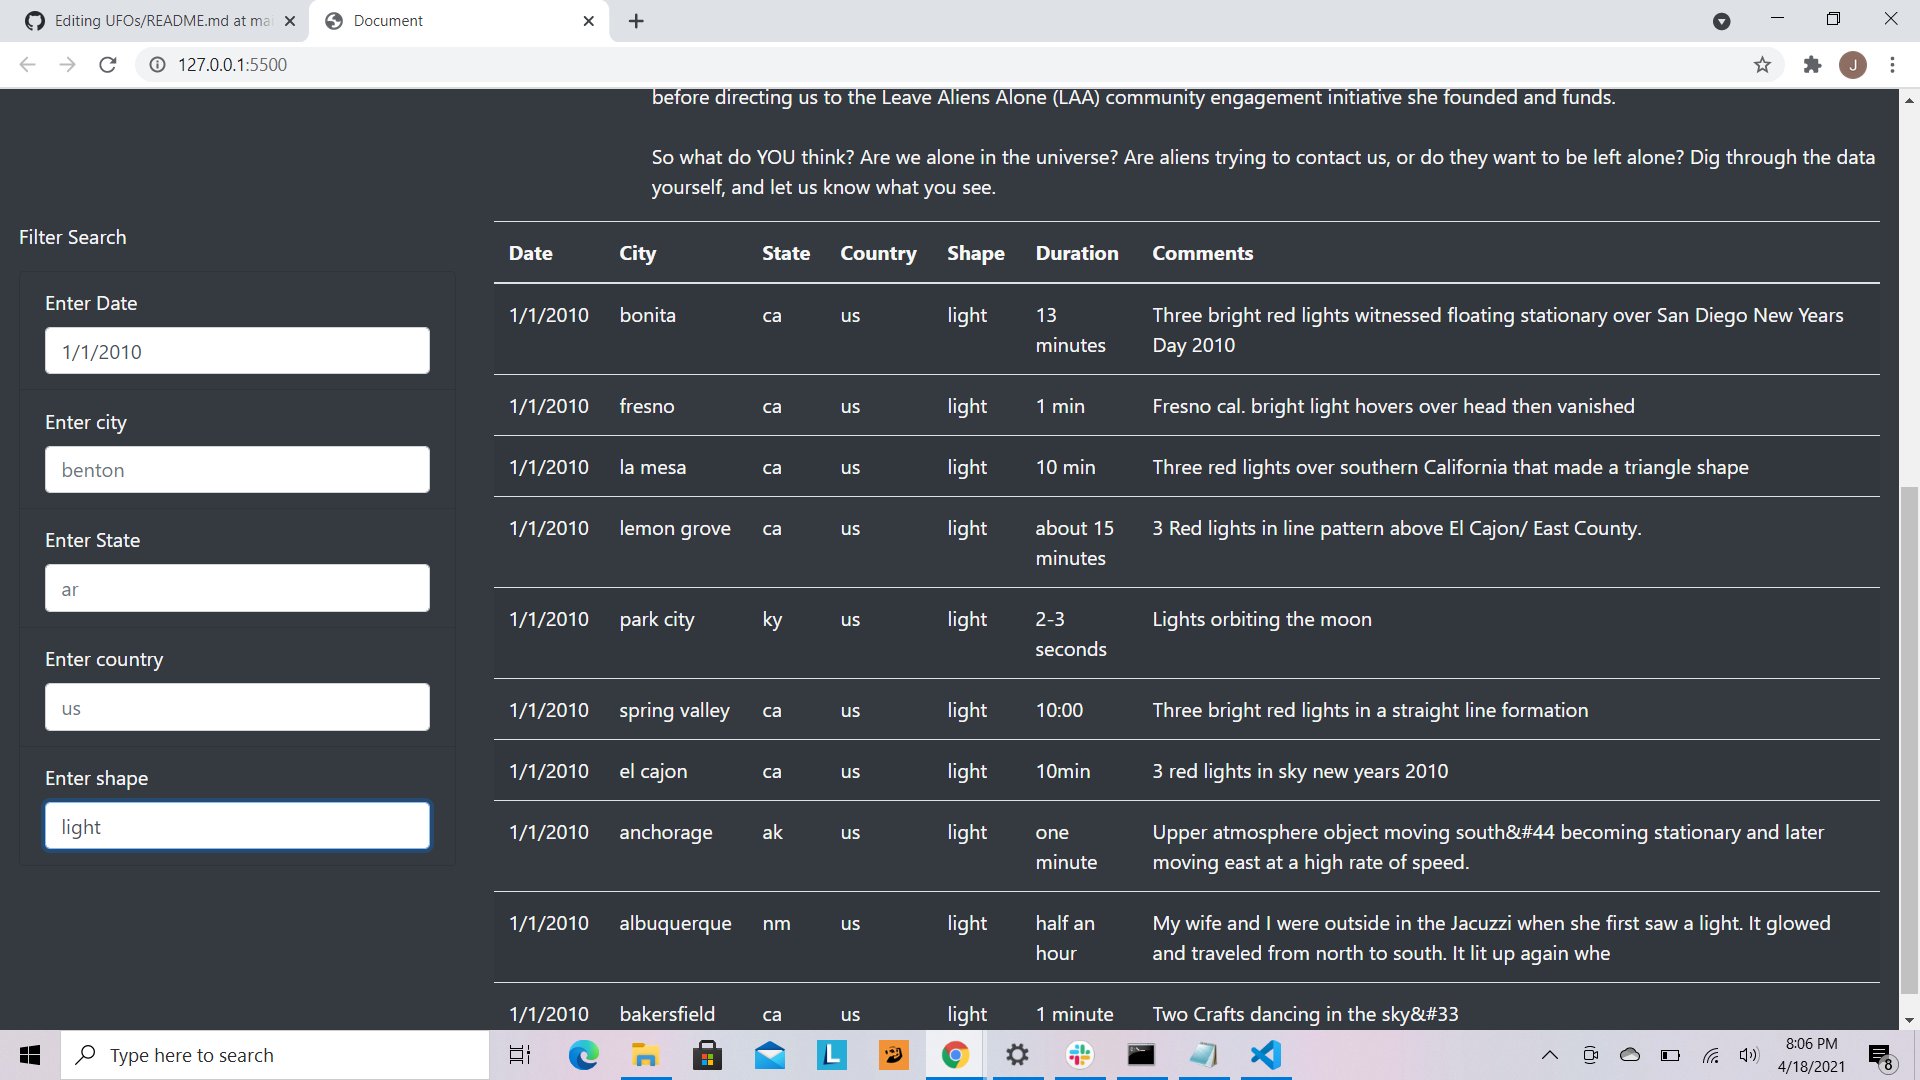 Editing UFOs/README.md at mai
Document
127.0.0.1:5500
J
before directing us to the Leave Aliens Alone (LAA) community engagement initiative she founded and funds.
So what do YOU think? Are we alone in the universe? Are aliens trying to contact us, or do they want to be left alone? Dig through the data
yourself, and let us know what you see.
Filter Search
Enter Date
1/1/2010
Enter city
benton
Enter State
ar
Enter country
us
Enter shape
light
Date City State Country Shape Duration Comments
1/1/2010 bonita ca us light 13 Three bright red lights witnessed floating stationary over San Diego New Years
minutes Day 2010
1/1/2010 fresno ca us light 1 min Fresno cal. bright light hovers over head then vanished
1/1/2010 la mesa ca us light 10 min Three red lights over southern California that made a triangle shape
1/1/2010 lemon grove ca us light about 15 3 Red lights in line pattern above El Cajon/ East County.
minutes
1/1/2010 park city ky us light 2-3 Lights orbiting the moon
seconds
1/1/2010 spring valley ca us light 10:00 Three bright red lights in a straight line formation
1/1/2010 el cajon ca us light 10min 3 red lights in sky new years 2010
1/1/2010 anchorage ak us light one Upper atmosphere object moving south&#44 becoming stationary and later
minute moving east at a high rate of speed.
1/1/2010 albuquerque nm us light half an My wife and I were outside in the Jacuzzi when she first saw a light. It glowed
hour and traveled from north to south. It lit up again whe
1/1/2010 bakersfield ca us light 1 minute Two Crafts dancing in the sky&#33
Type here to search
L
8:06 PM
4/18/2021
8